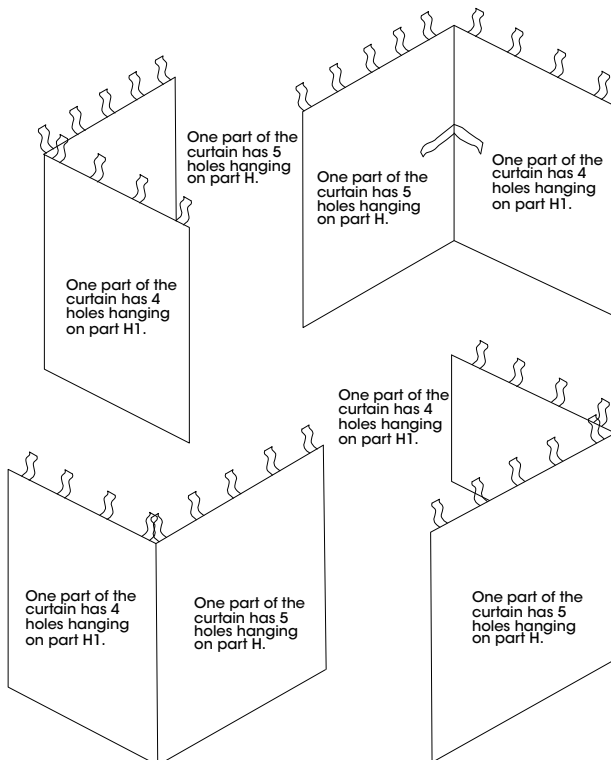 One part of the
curtain has 5
holes hanging
on part H.
One part of the
curtain has 4
holes hanging
on part H1.
One part of the
curtain has 5
holes hanging
on part H.
One part of the
curtain has 4
holes hanging
on part H1.
One part of the
curtain has 4
holes hanging
on part H1.
One part of the
curtain has 4
holes hanging
on part H1.
One part of the
curtain has 5
holes hanging
on part H.
One part of the
curtain has 5
holes hanging
on part H.